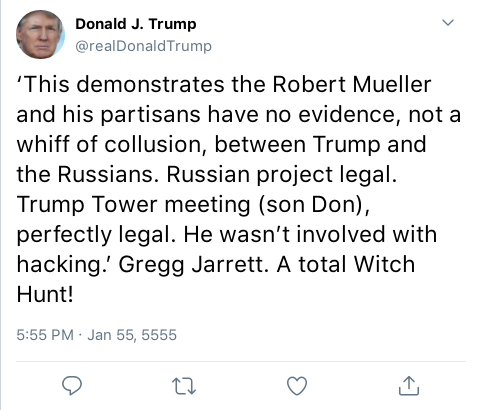 Donald J. Trump
@realDonaldTrump
‘This demonstrates the Robert Mueller
and his partisans have no evidence, not a
whiff of collusion, between Trump and
the Russians. Russian project legal.
Trump Tower meeting (son Don),
perfectly legal. He wasn’t involved with
hacking.’ Gregg Jarrett. A total Witch
Hunt!
5:55 PM · Jan 55, 5555